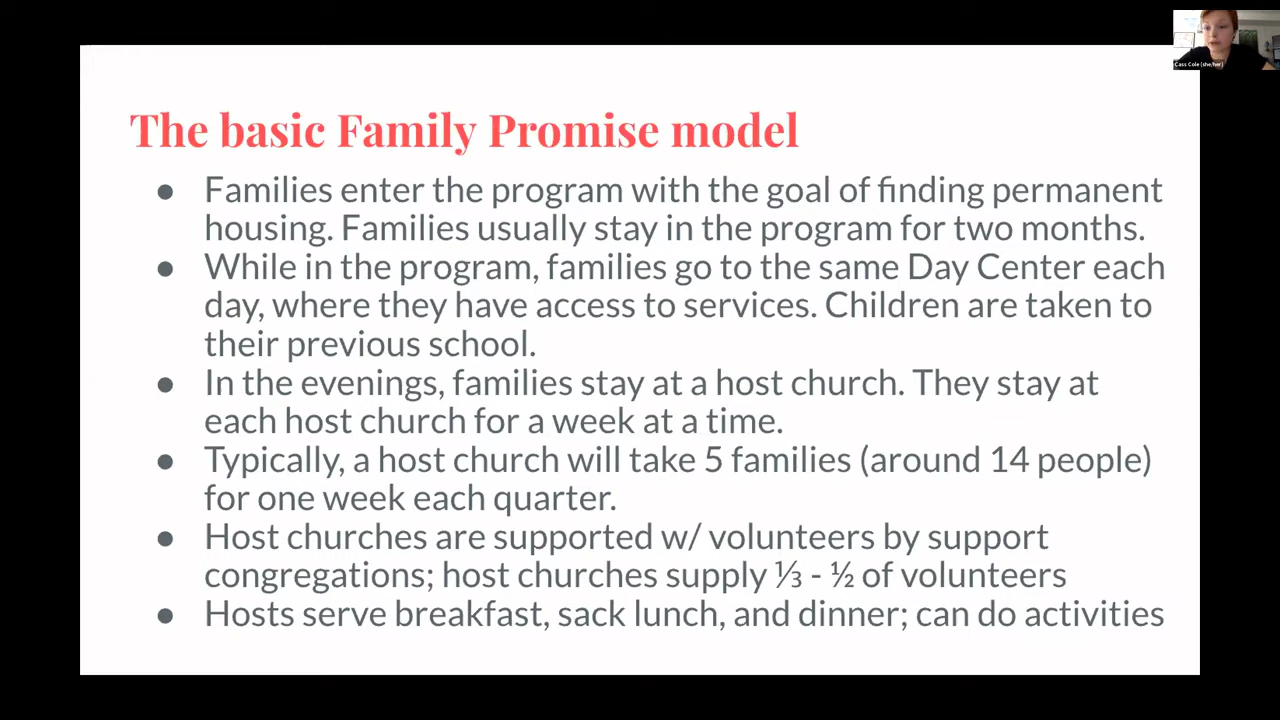 The basic Family Promise model
● Families enter the program with the goal of finding permanent
housing. Families usually stay in the program for two months.
● While in the program, families go to the same Day Center each
day, where they have access to services. Children are taken to
their previous school.
● In the evenings, families stay at a host church. They stay at
each host church for a week at a time.
● Typically, a host church will take 5 families (around 14 people)
for one week each quarter.
● Host churches are supported w/ volunteers by support
congregations; host churches supply ⅓ - ½ of volunteers
● Hosts serve breakfast, sack lunch, and dinner; can do activities
Cass Cole (she/her)